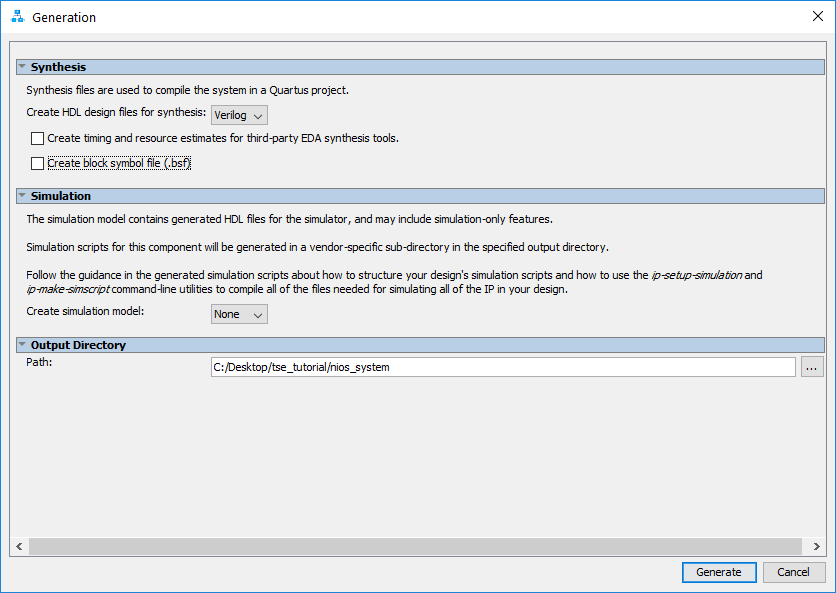 Generation
Synthesis
Synthesis files are used to compile the system in a Quartus project.
Create HDL design files for synthesis: Verilog
Create timing and resource estimates for third-party EDA synthesis tools.
Create block symbol file (.bsf)
Simulation
The simulation model contains generated HDL files for the simulator, and may include simulation-only features.
Simulation scripts for this component will be generated in a vendor-specific sub-directory in the specified output directory.
Follow the guidance in the generated simulation scripts about how to structure your design's simulation scripts and how to use the ip-setup-simulation and
ip-make-simscript command-line utilities to compile all of the files needed for simulating all of the IP in your design.
Create simulation model: None
Output Directory
Path: C:/Desktop/tse_tutorial/nios_system ...
Generate Cancel